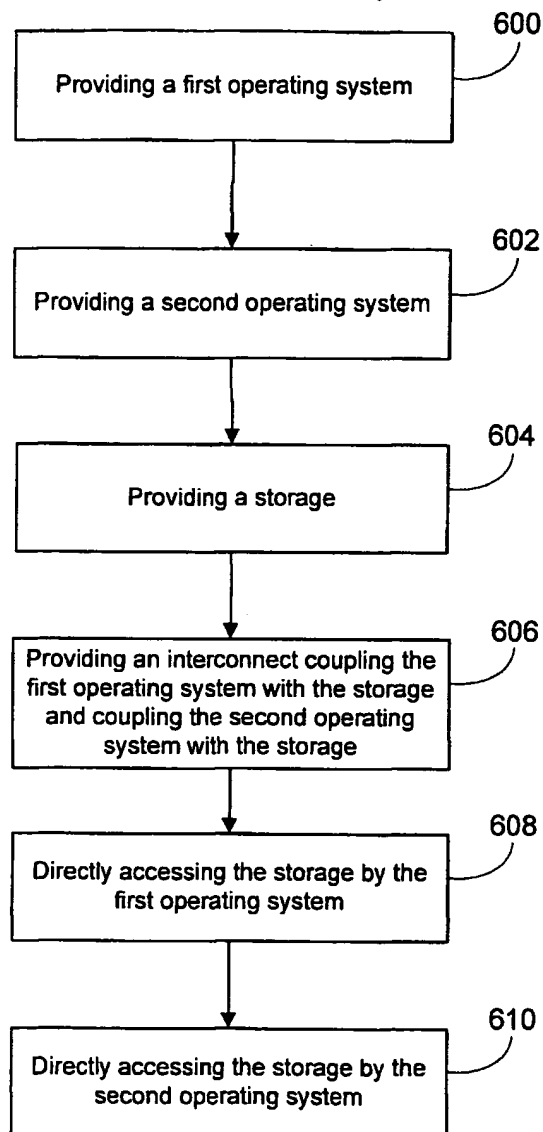 600
Providing a first operating system
602
Providing a second operating system
604
Providing a storage
606
Providing an interconnect coupling the
first operating system with the storage
and coupling the second operating
system with the storage
608
Directly accessing the storage by the
first operating system
610
Directly accessing the storage by the
second operating system